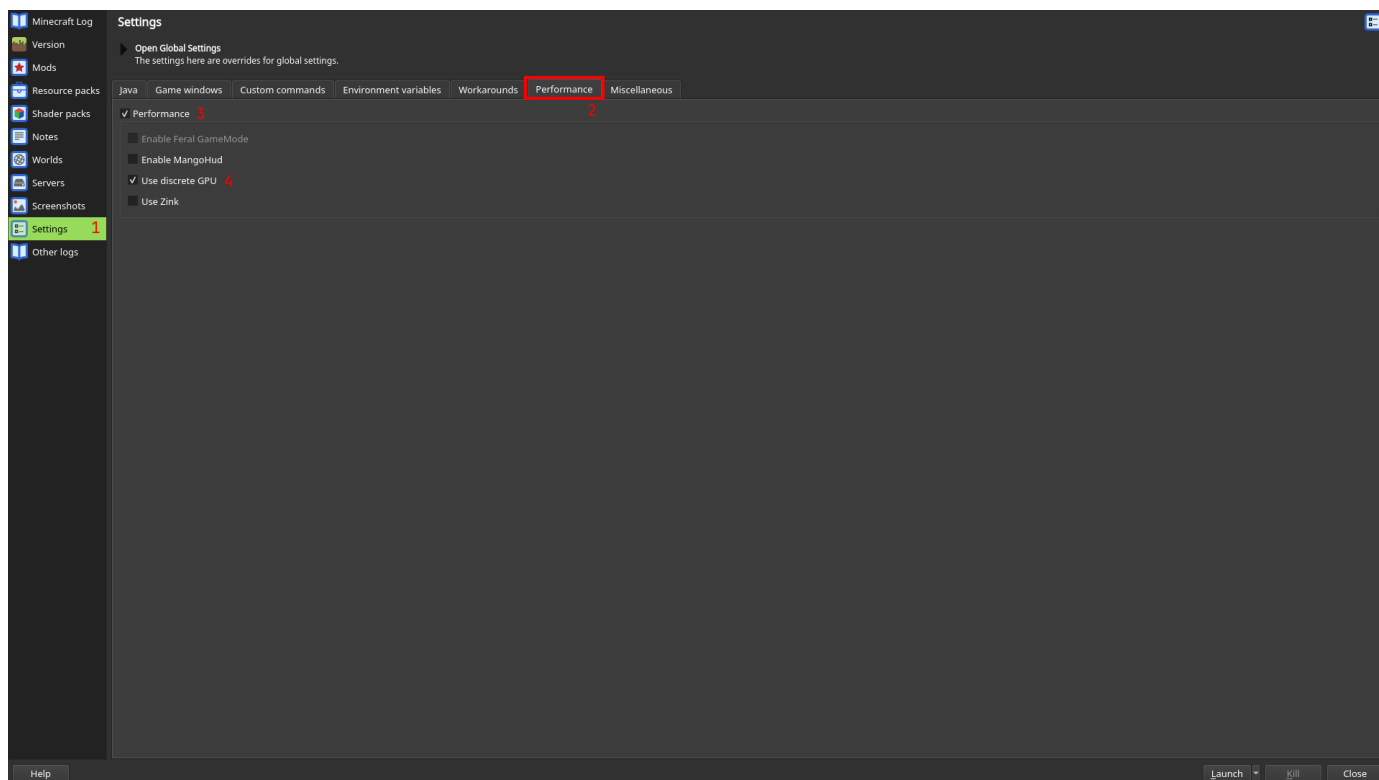 Minecraft Log
Version
Mods
Resource packs
Shader packs
Notes
Worlds
Servers
Screenshots
Settings 1
Other logs
Settings
Open Global Settings
The settings here are overrides for global settings.
Java Game windows Custom commands Environment variables Workarounds Performance Miscellaneous
2
Performance 3
Enable Feral GameMode
Enable MangoHud
Use discrete GPU 4
Use Zink
Help Launch Kill Close